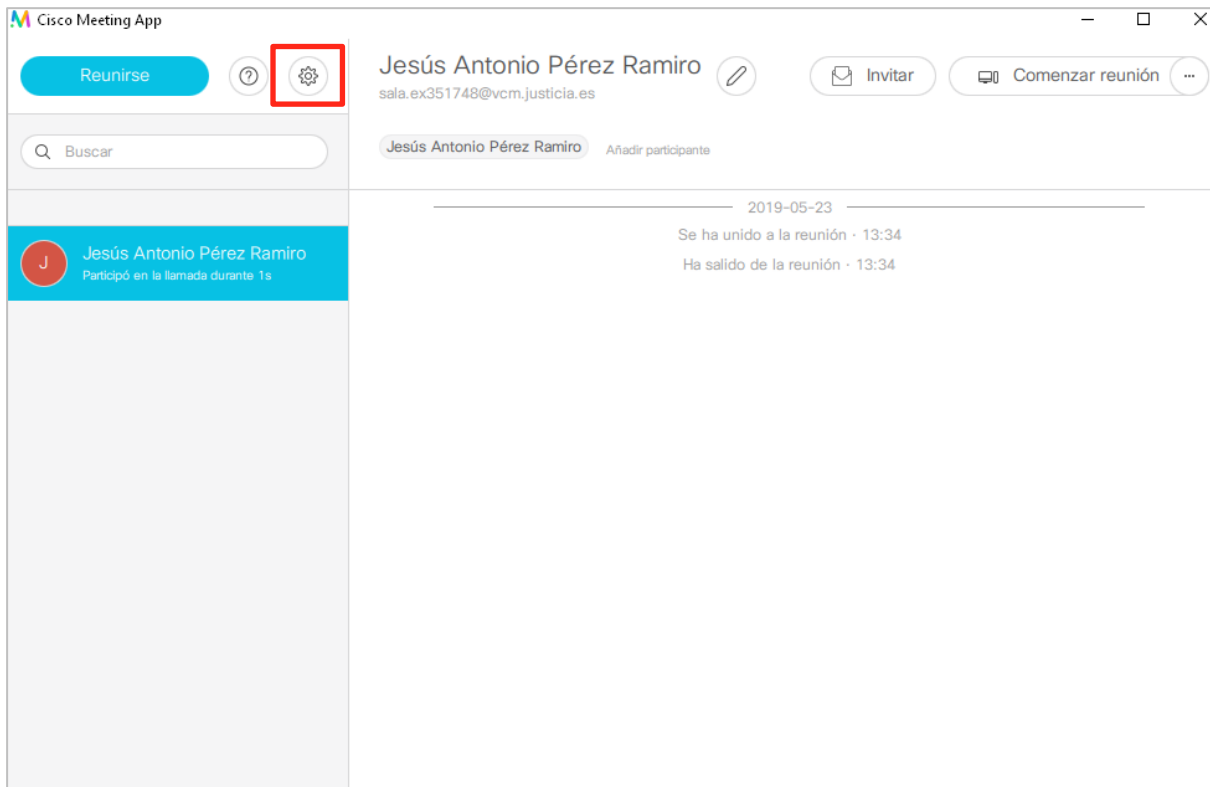 Cisco Meeting App
Reunirse
Jesús Antonio Pérez Ramiro
sala.ex351748@vcm.justicia.es
Invitar
Comenzar reunión
Buscar
Jesús Antonio Pérez Ramiro Añadir participante
2019-05-23
Se ha unido a la reunión · 13:34
Ha salido de la reunión · 13:34
J
Jesús Antonio Pérez Ramiro
Participó en la llamada durante 1s